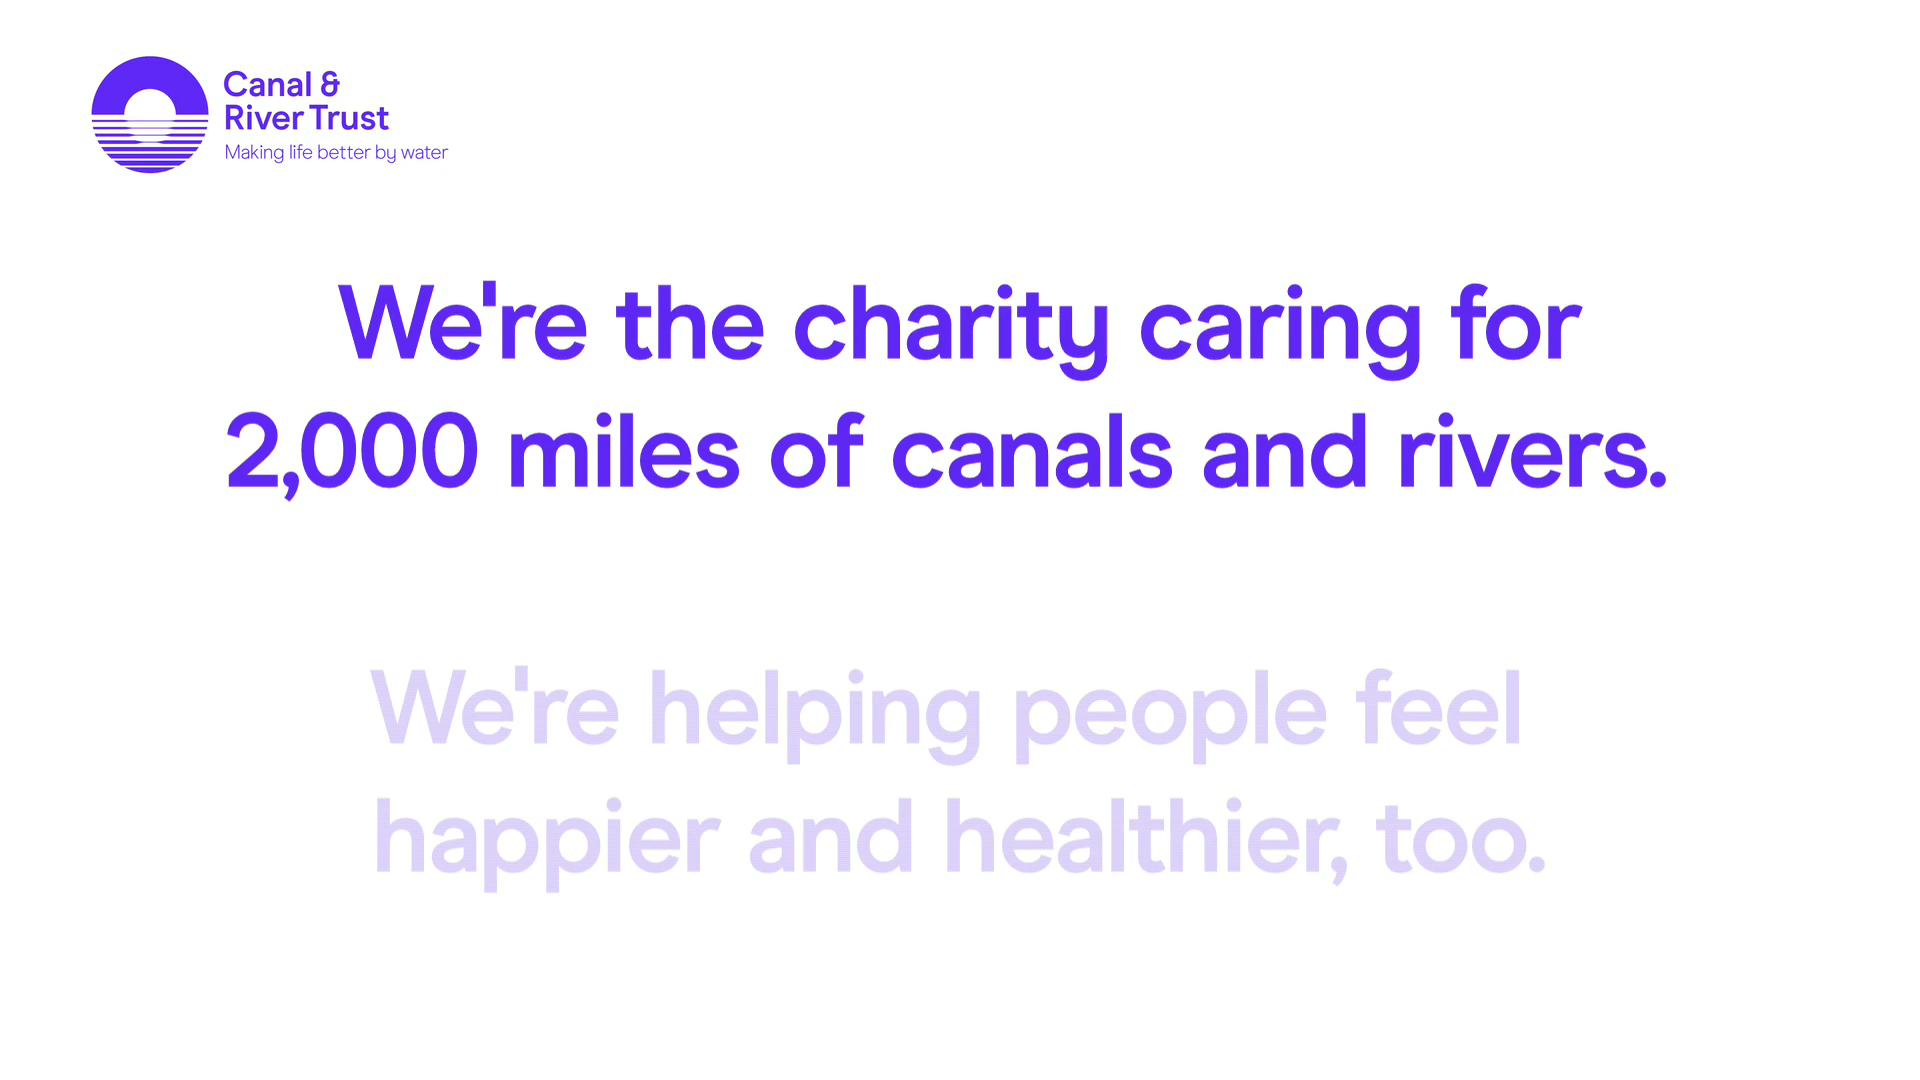 Canal &
River Trust
Making life better by water
We're the charity caring for
2,000 miles of canals and rivers.
We're helping people feel
happier and healthier, too.